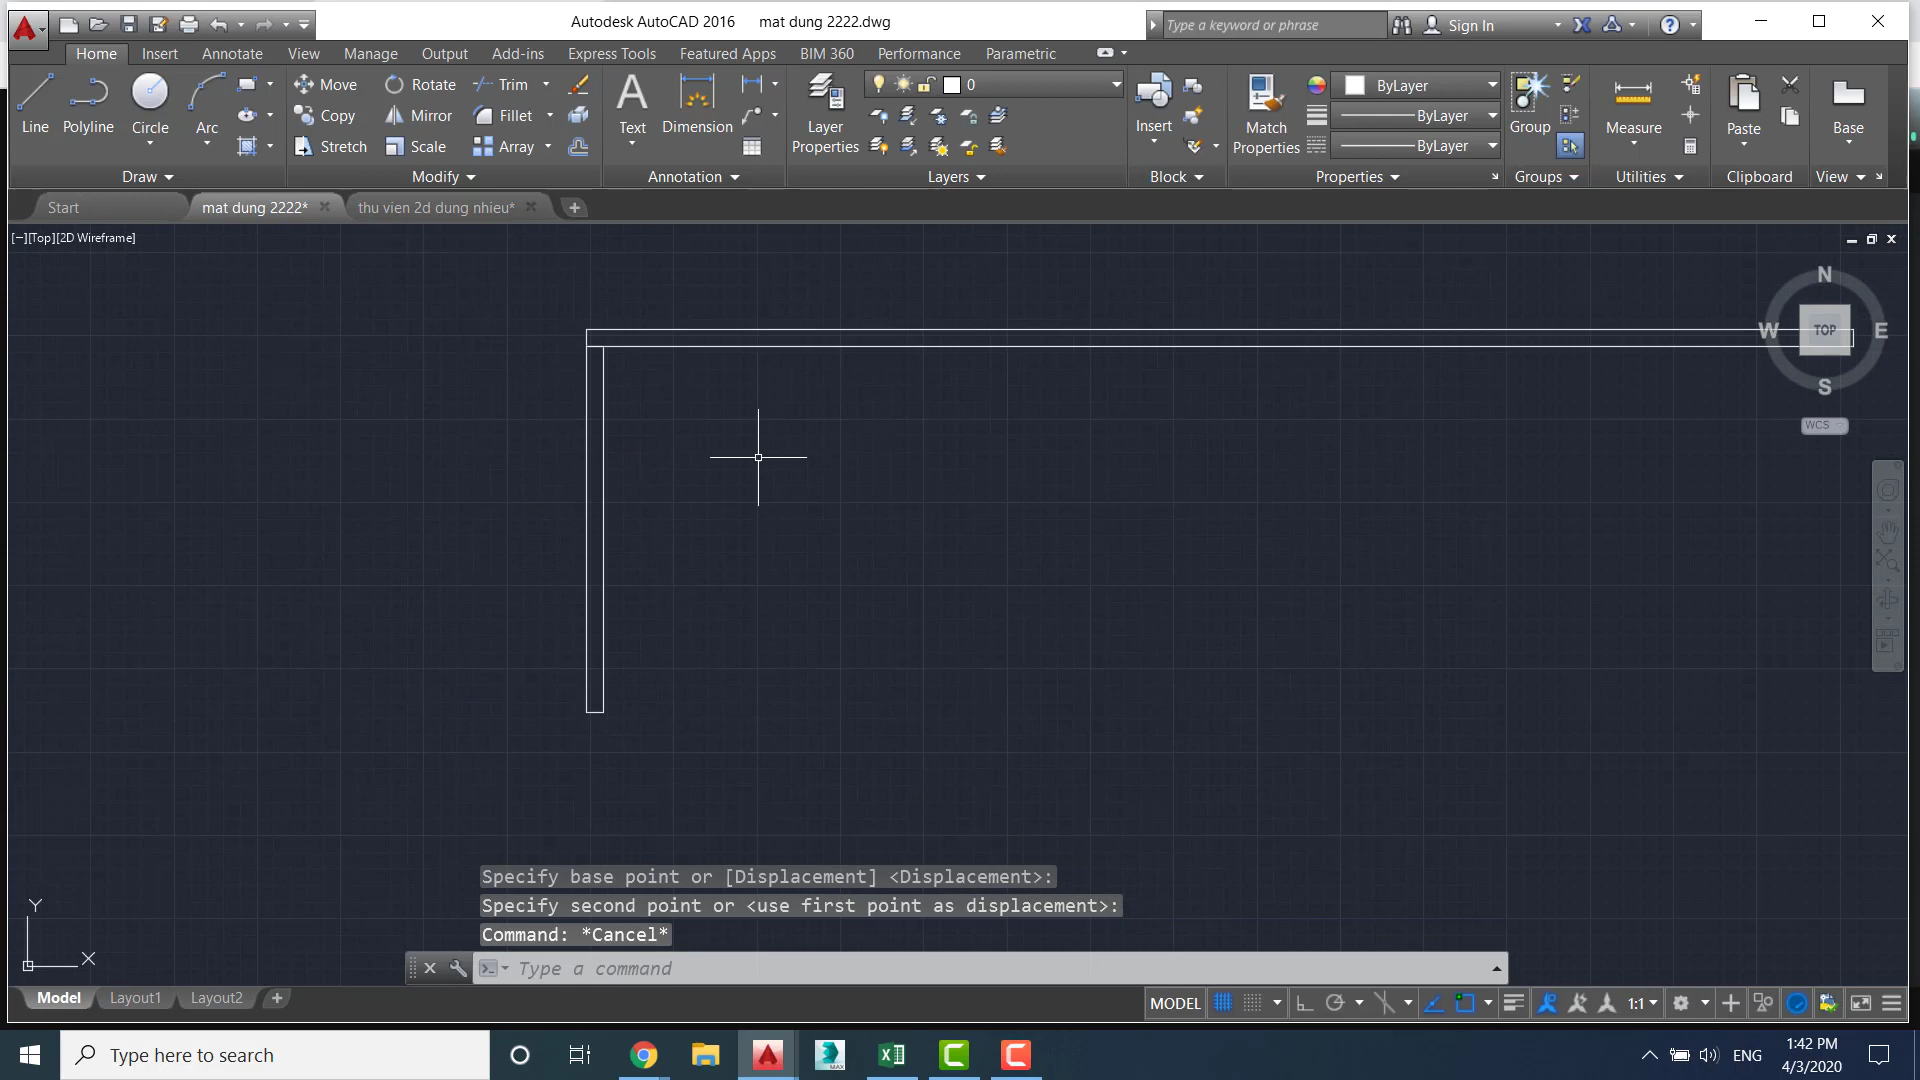 Autodesk AutoCAD 2016 mat dung 2222.dwg
Type a keyword or phrase
Sign In
Home Insert Annotate View Manage Output Add-ins Express Tools Featured Apps BIM 360 Performance Parametric
Line Polyline Circle Arc
Move Rotate Trim
Copy Mirror Fillet
Stretch Scale Array
Text Dimension
Layer Properties
0
Insert
Match Properties
ByLayer
ByLayer
ByLayer
Group Measure Paste Base
Draw Modify Annotation Layers Block Properties Groups Utilities Clipboard View
Start mat dung 2222* thu vien 2d dung nhieu*
[−][Top][2D Wireframe]
N
W TOP E
S
WCS
Specify base point or [Displacement] <Displacement>:
Specify second point or <use first point as displacement>:
Command: *Cancel*
Type a command
Y
X
Model Layout1 Layout2
MODEL 1:1
Type here to search
MAX
ENG
1:42 PM
4/3/2020